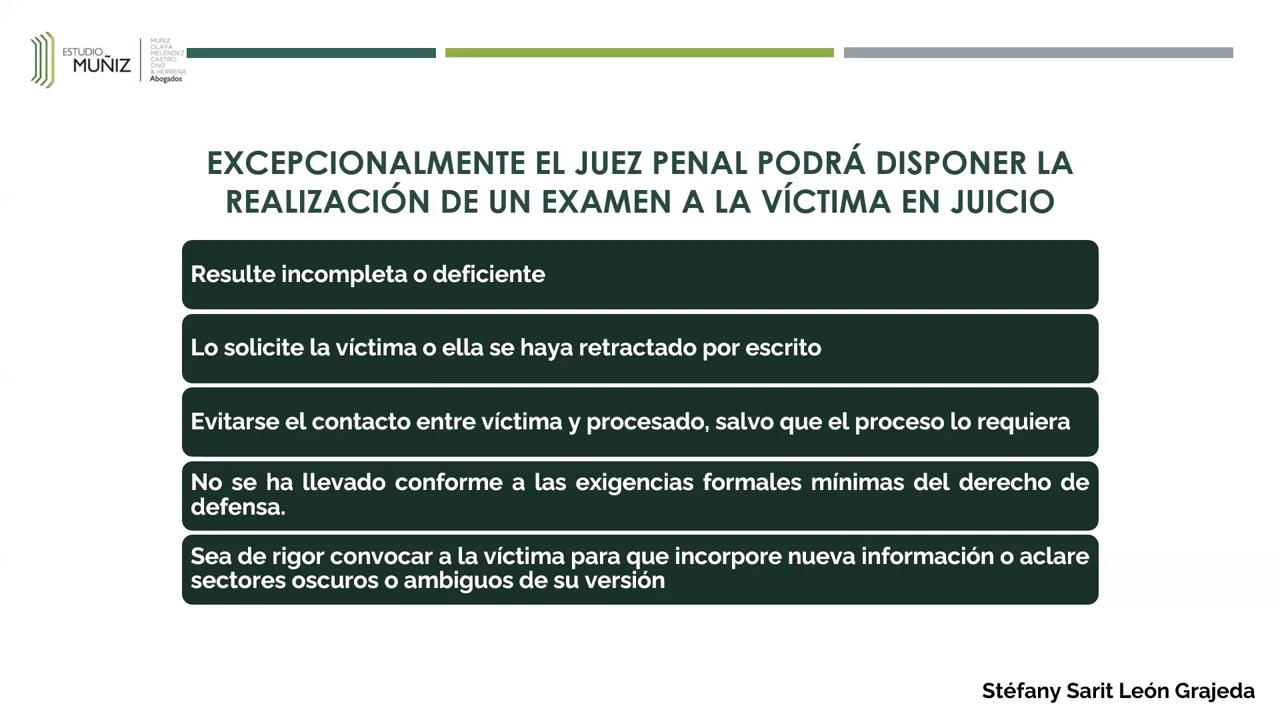 ESTUDIO
MUÑIZ
MUÑIZ
OLAYA
MELÉNDEZ
CASTRO
ONO
& HERRERA
Abogados
EXCEPCIONALMENTE EL JUEZ PENAL PODRÁ DISPONER LA
REALIZACIÓN DE UN EXAMEN A LA VÍCTIMA EN JUICIO
Resulte incompleta o deficiente
Lo solicite la víctima o ella se haya retractado por escrito
Evitarse el contacto entre víctima y procesado, salvo que el proceso lo requiera
No se ha llevado conforme a las exigencias formales mínimas del derecho de
defensa.
Sea de rigor convocar a la víctima para que incorpore nueva información o aclare
sectores oscuros o ambiguos de su versión
Stéfany Sarit León Grajeda